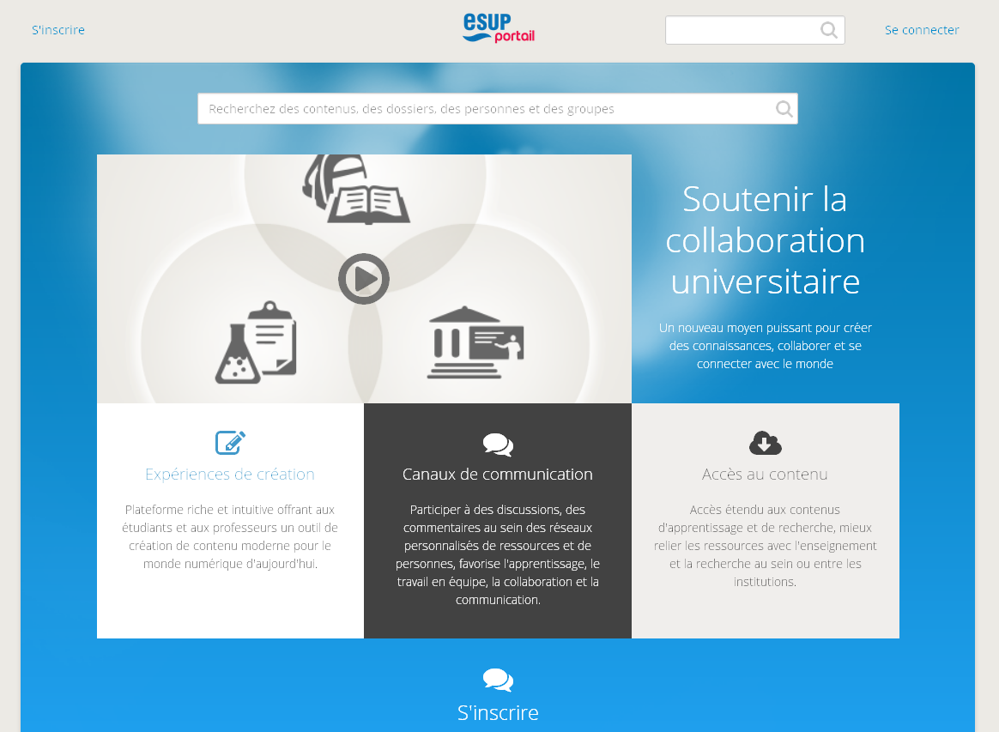 S'inscrire
esup
portail
Se connecter
Recherchez des contenus, des dossiers, des personnes et des groupes
Soutenir la
collaboration
universitaire
Un nouveau moyen puissant pour créer
des connaissances, collaborer et se
connecter avec le monde
Expériences de création
Plateforme riche et intuitive offrant aux
étudiants et aux professeurs un outil de
création de contenu moderne pour le
monde numérique d'aujourd'hui.
Canaux de communication
Participer à des discussions, des
commentaires au sein des réseaux
personnalisés de ressources et de
personnes, favorise l'apprentissage, le
travail en équipe, la collaboration et la
communication.
Accès au contenu
Accès étendu aux contenus
d'apprentissage et de recherche, mieux
relier les ressources avec l'enseignement
et la recherche au sein ou entre les
institutions.
S'inscrire